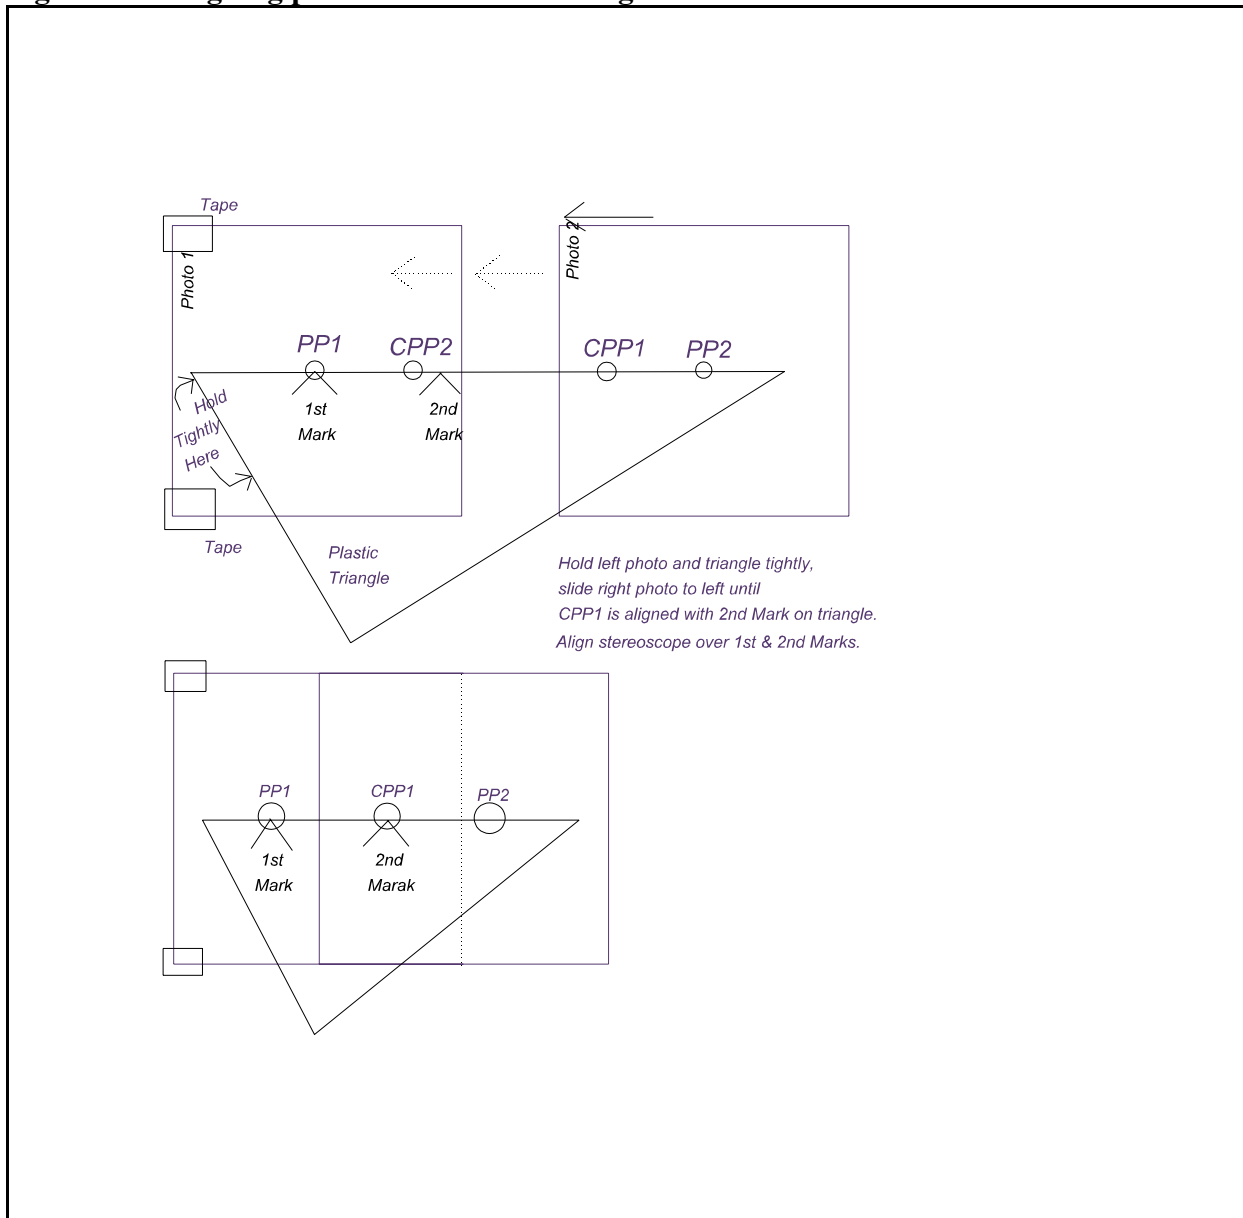 Tape
Photo 1
Photo 2
PP1
CPP2
CPP1
PP2
Hold
Tightly
Here
1st
Mark
2nd
Mark
Tape
Plastic
Triangle
Hold left photo and triangle tightly,
slide right photo to left until
CPP1 is aligned with 2nd Mark on triangle.
Align stereoscope over 1st & 2nd Marks.
PP1
CPP1
PP2
1st
Mark
2nd
Marak